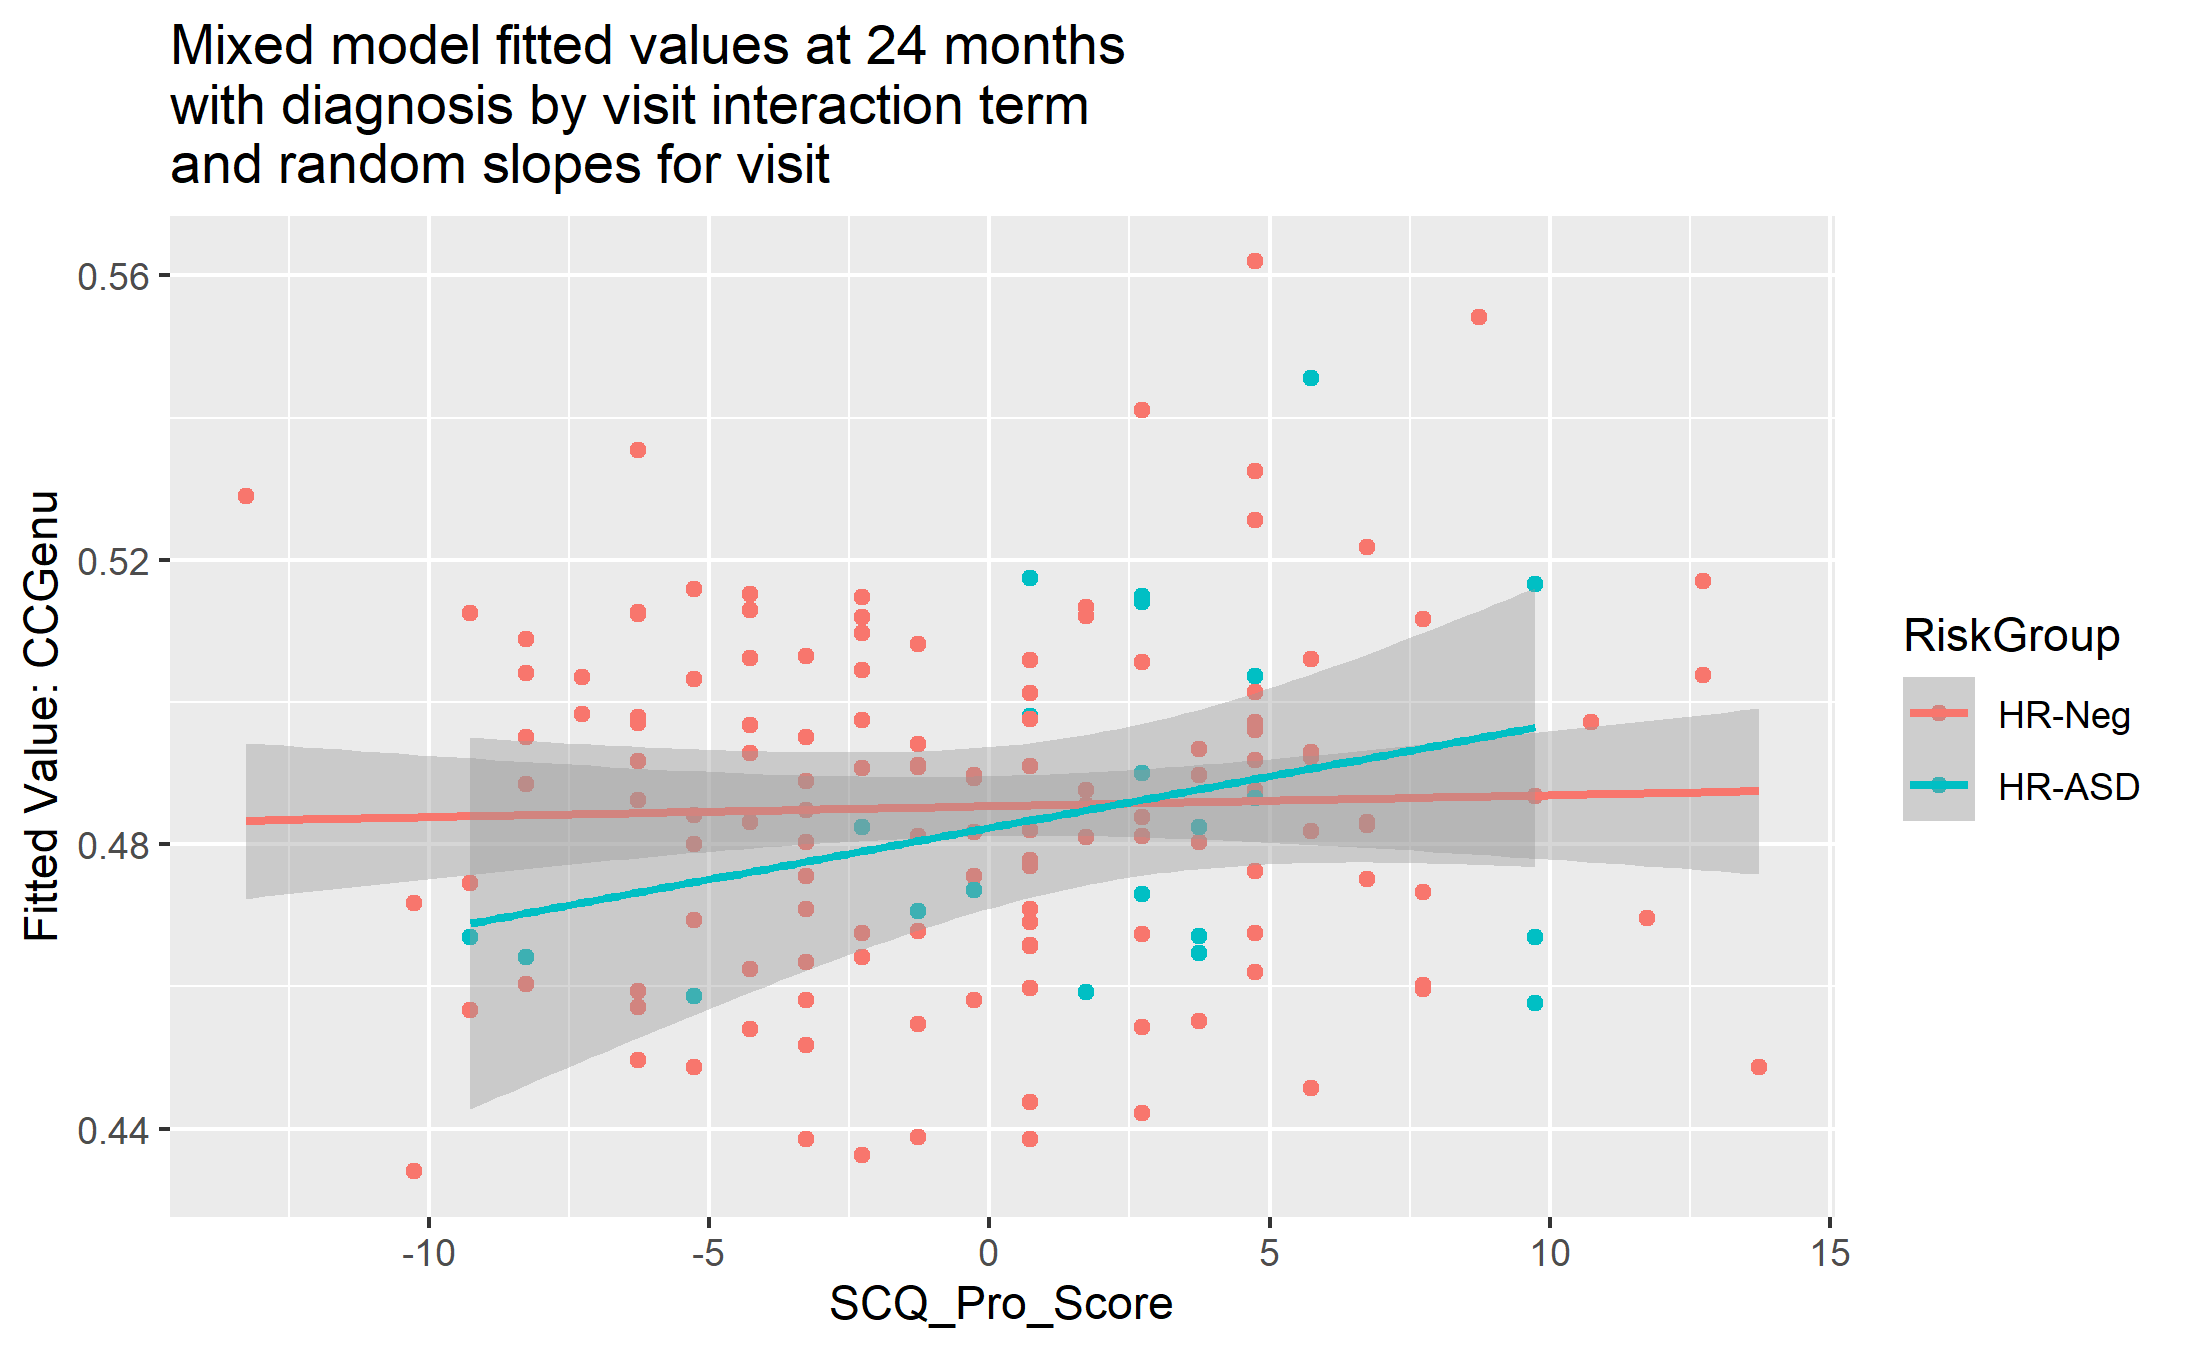 Mixed model fitted values at 24 months
with diagnosis by visit interaction term
and random slopes for visit
Fitted Value: CCGenu
0.56
0.52
0.48
0.44
-10
-5
0
5
10
15
SCQ_Pro_Score
RiskGroup
HR-Neg
HR-ASD